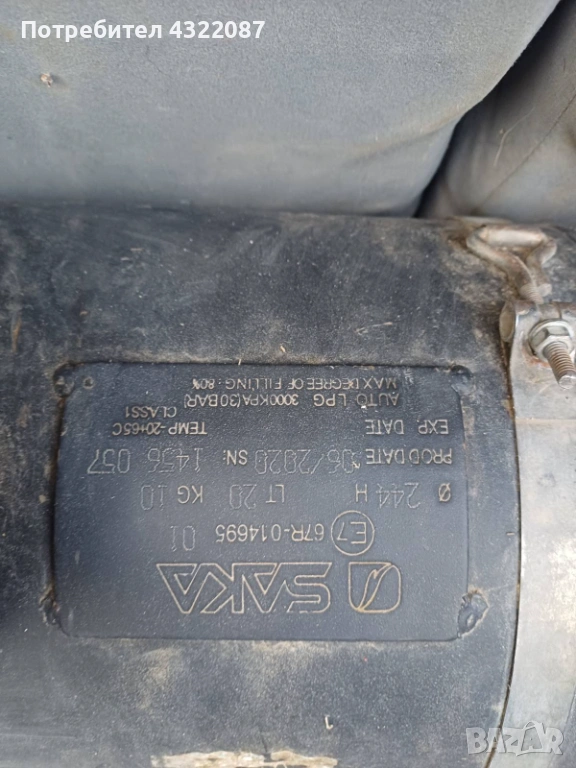 Потребител 4322087
SAKA
E7 67R-014695 01
Ø 244 H LT 20 KG 10
PROD DATE 06/2020 SN: 1456 057
EXP. DATE TEMP-20+65C
AUTO LPG 3000KPA(30BAR) CLASS1
MAX DEGREE OF FILLING:80%
BAZAR